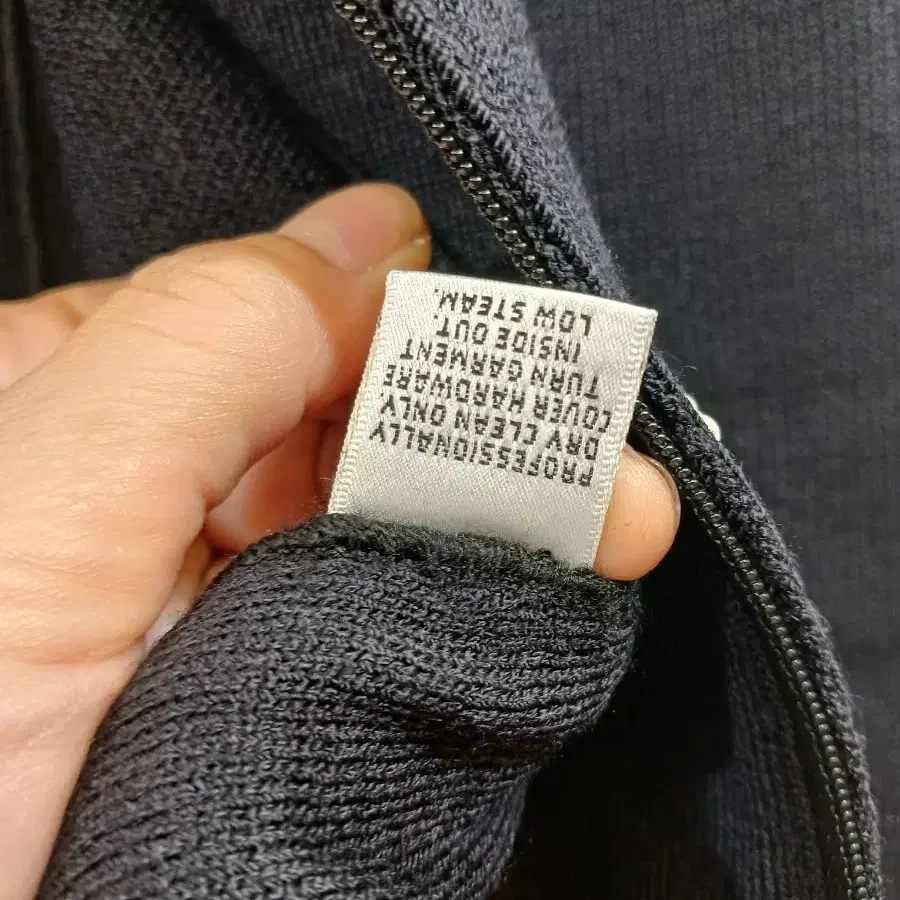 PROFESSIONALLY
DRY CLEAN ONLY
COVER HARDWARE
TURN GARMENT
INSIDE OUT.
LOW STEAM.